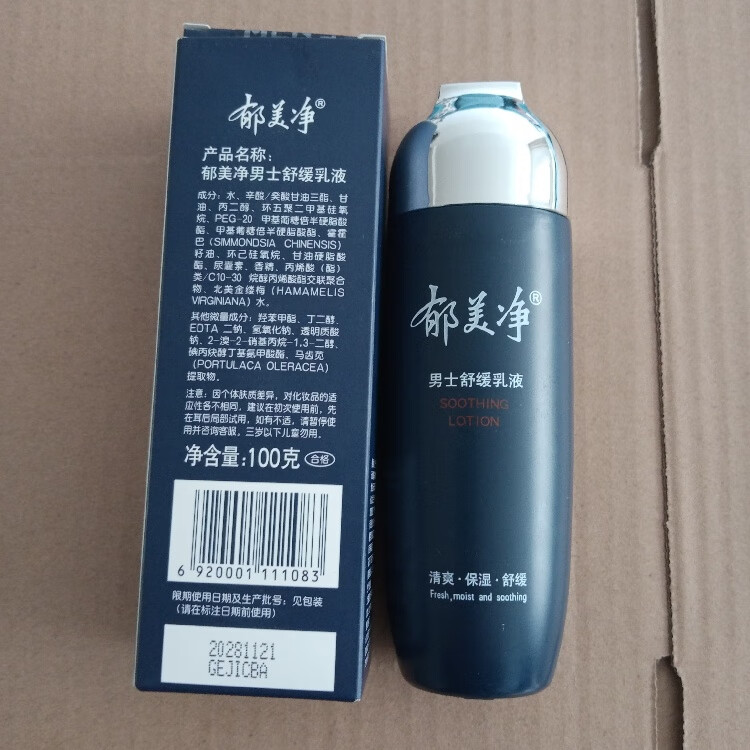 郁美净®
产品名称：
郁美净男士舒缓乳液
成分：水、辛酸/癸酸甘油三酯、甘
油、丙二醇、环五聚二甲基硅氧
烷、PEG-20 甲基葡糖倍半硬脂酸
酯、甲基葡糖倍半硬脂酸酯、霍霍
巴(SIMMONDSIA CHINENSIS)
籽油、环己硅氧烷、甘油硬脂酸
酯、尿囊素、香精、丙烯酸（酯）
类/C10-30 烷醇丙烯酸酯交联聚合
物、北美金缕梅(HAMAMELIS
VIRGINIANA)水。
其他微量成分：羟苯甲酯、丁二醇、
EDTA 二钠、氢氧化钠、透明质酸
钠、2-溴-2-硝基丙烷-1,3-二醇、
碘丙炔醇丁基氨甲酸酯、马齿苋
(PORTULACA OLERACEA)
提取物。
注意：因个体肤质差异，对化妆品的适
应性各不相同，建议在初次使用前，先
在耳后局部试用，如有不适，请暂停使
用并咨询客服。三岁以下儿童勿用。
净含量:100克 合格
6 920001 111083
限期使用日期及生产批号：见包装
（请在标注日期前使用）
20281121
GEJICBA
郁美净®
男士舒缓乳液
SOOTHING
LOTION
清爽·保湿·舒缓
Fresh,moist and soothing